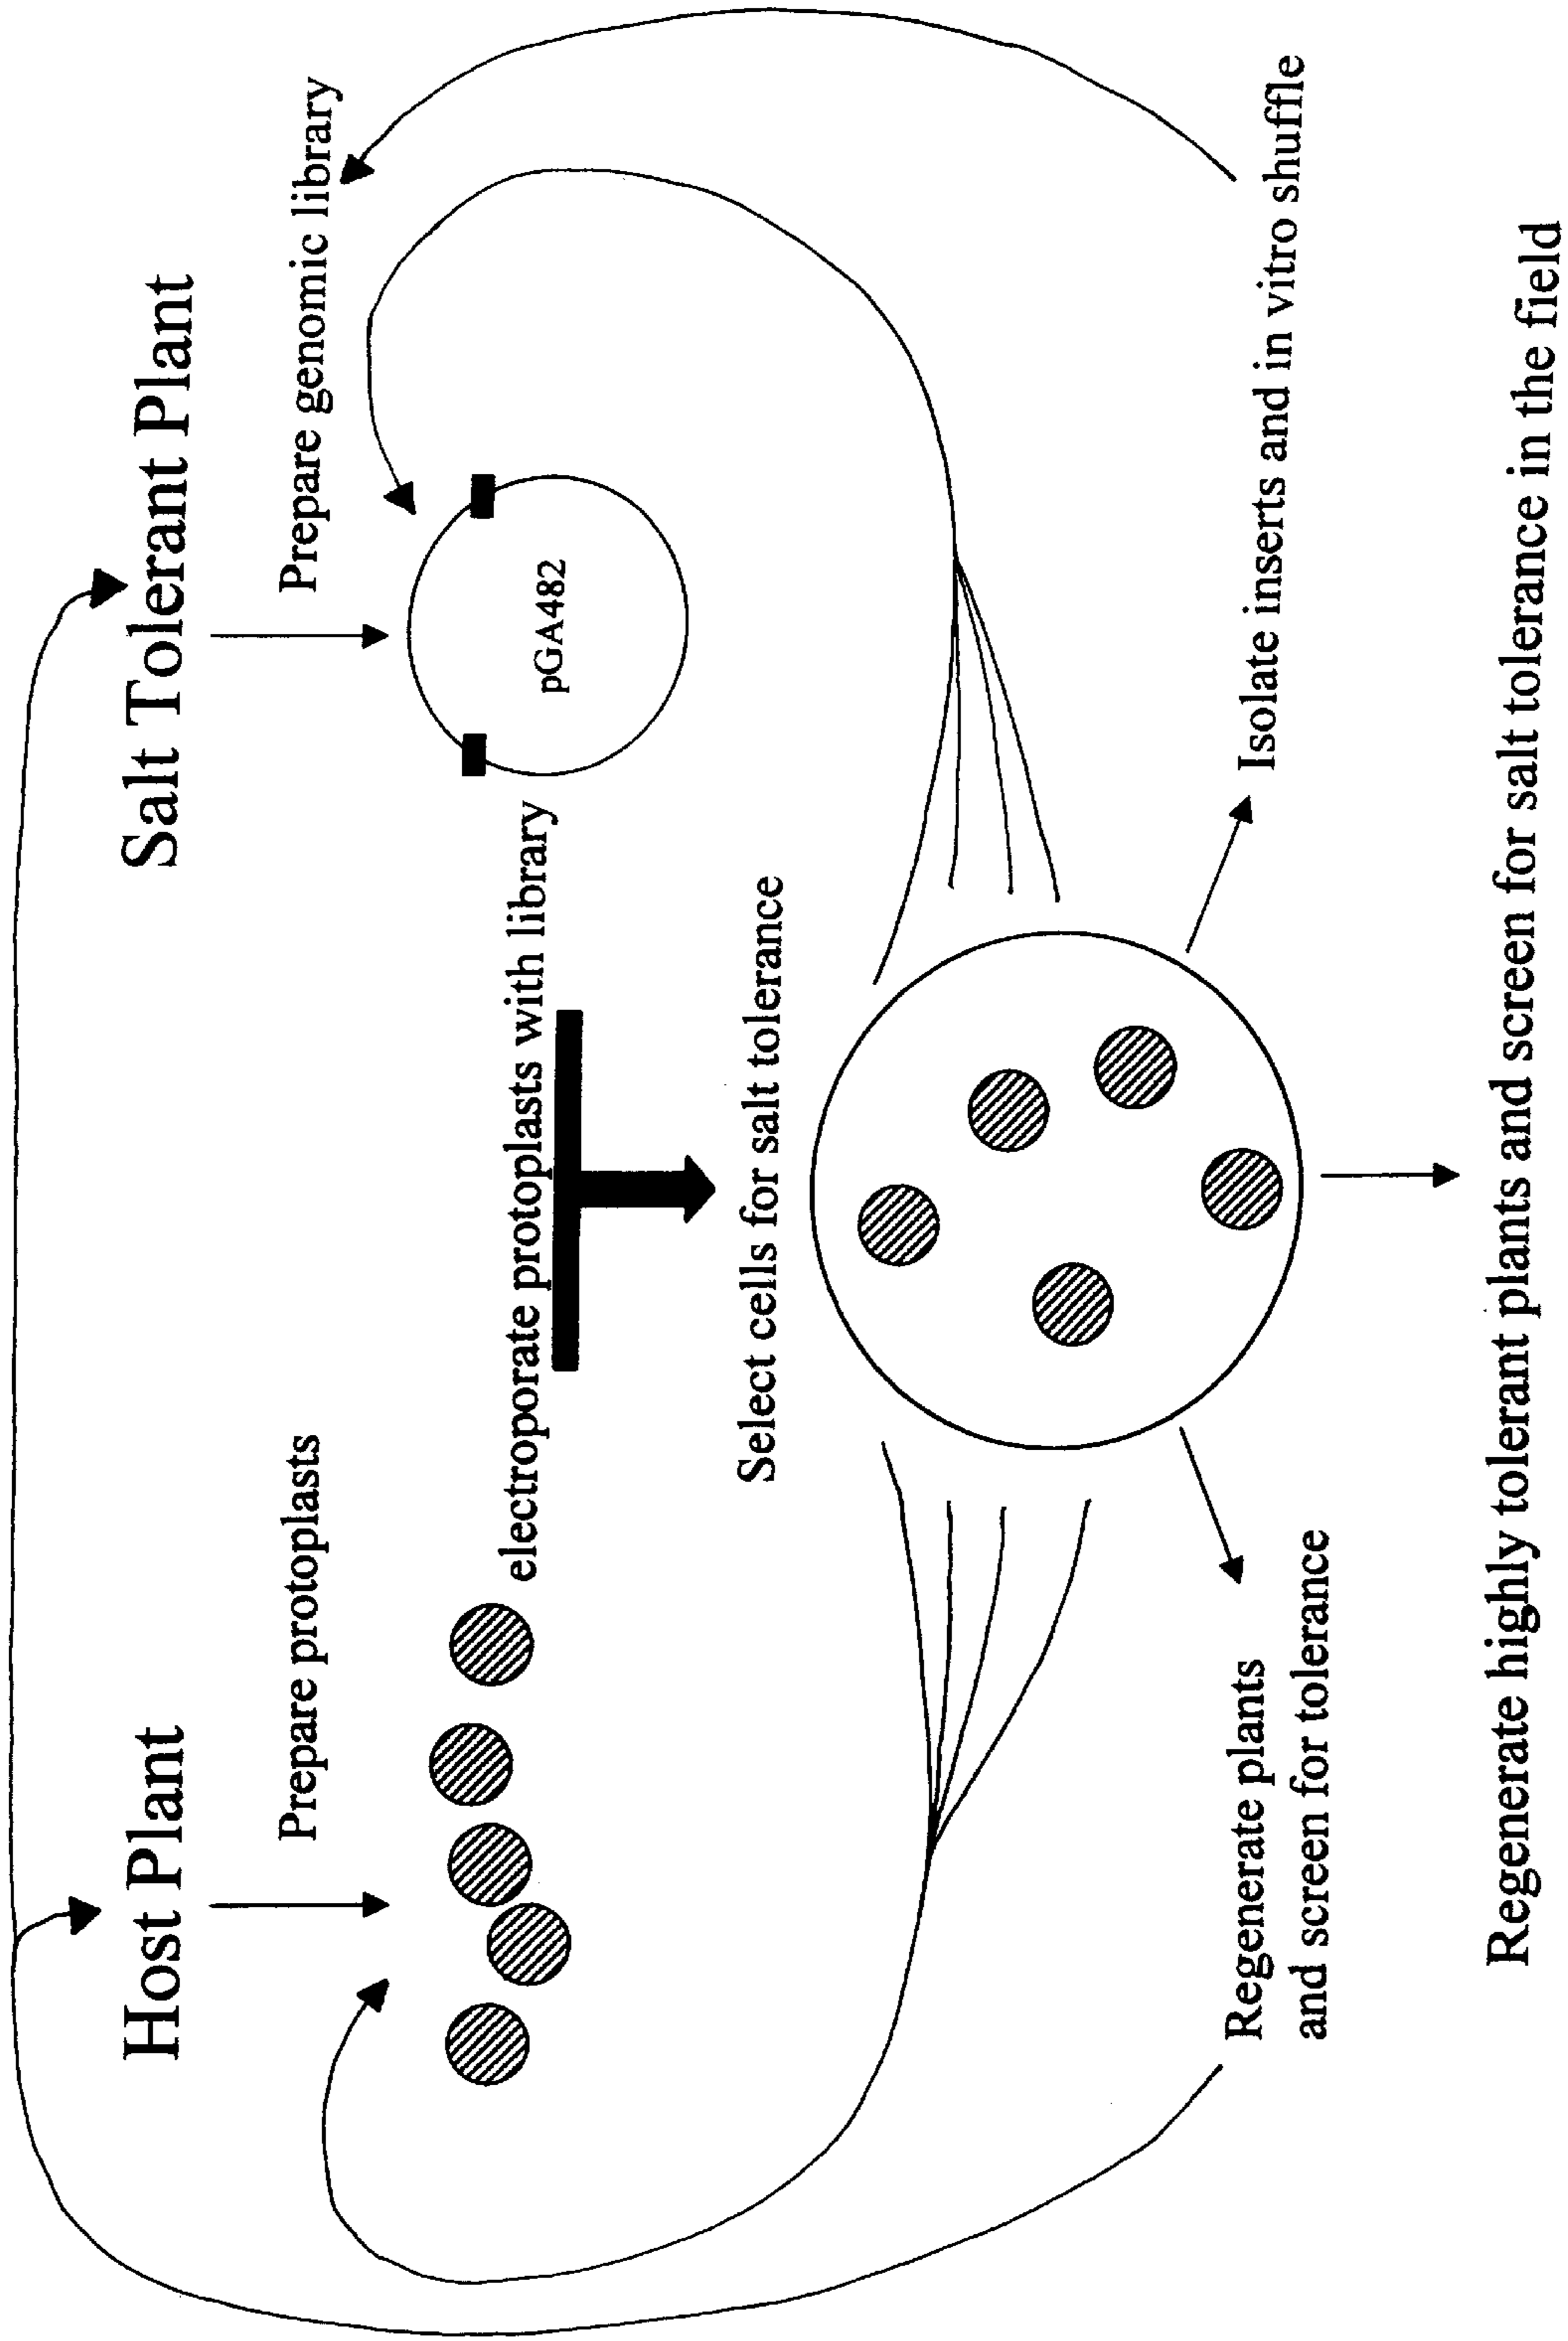 Host Plant
Salt Tolerant Plant
Prepare protoplasts
Prepare genomic library
electroporate protoplasts with library
pGA482
Select cells for salt tolerance
Regenerate plants
and screen for tolerance
Isolate inserts and in vitro shuffle
Regenerate highly tolerant plants and screen for salt tolerance in the field